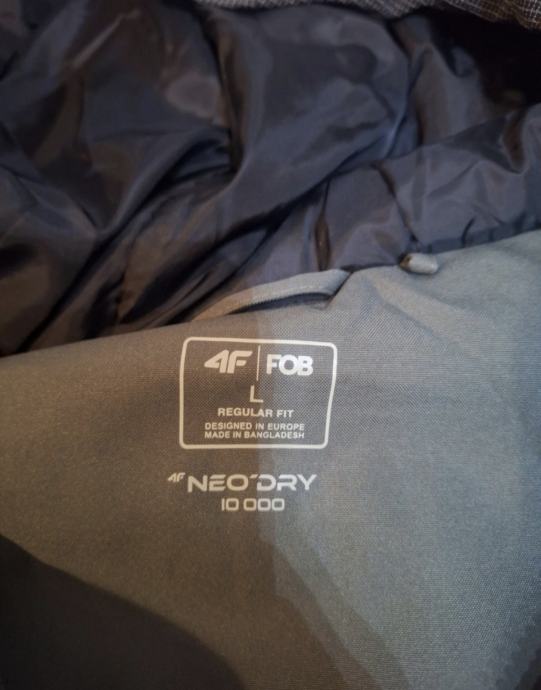 4F | FOB
L
REGULAR FIT
DESIGNED IN EUROPE
MADE IN BANGLADESH
4F NEO'DRY
10 000